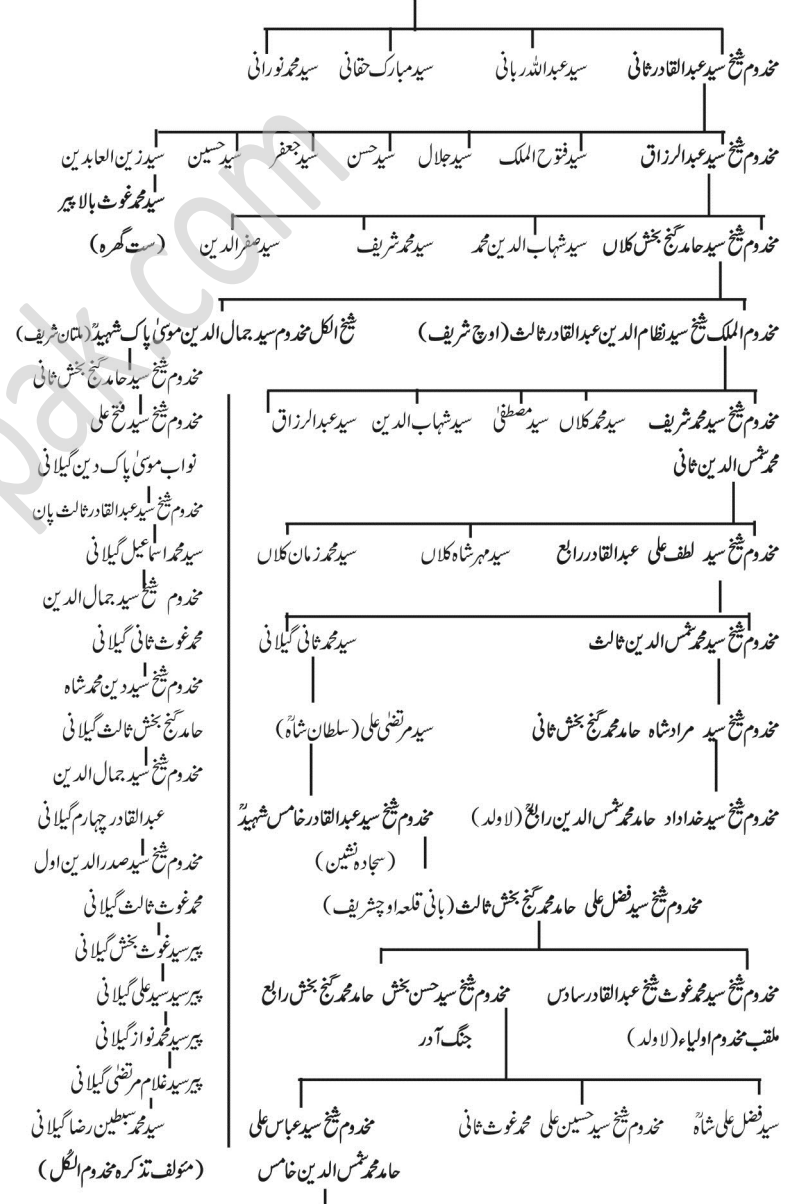 مخدوم شیخ سید عبدالقادر ثانی سید عبداللہ ربانی سید مبارک حقانی سید محمد نورانی
مخدوم شیخ سید عبدالرزاق سید فتوح الملک سید جلال سید حسن سید جعفر سید حسین سید زین العابدین
سید محمد غوث بالا پیر
مخدوم شیخ سید حامد گنج بخش کلاں سید شہاب الدین محمد سید محمد شریف سید صفر الدین (ست گھرہ)
مخدوم الملک شیخ سید نظام الدین عبدالقادر ثالث (اوچ شریف) شیخ الکل مخدوم سید جمال الدین موسیٰ پاک شہیدؒ (ملتان شریف)
مخدوم شیخ سید محمد شریف سید محمد کلاں سید مصطفیٰ سید شہاب الدین سید عبدالرزاق
محمد شمس الدین ثانی
مخدوم شیخ سید لطف علی عبدالقادر رابع سید مہر شاہ کلاں سید محمد زمان کلاں
مخدوم شیخ سید محمد شمس الدین ثالث سید محمد ثانی گیلانی
مخدوم شیخ سید مراد شاہ حامد محمد گنج بخش ثانی سید مرتضیٰ علی (سلطان شاہؒ)
مخدوم شیخ سید خداداد حامد محمد شمس الدین رابعؒ (لاولد) مخدوم شیخ سید عبدالقادر خامس شہیدؒ
(سجادہ نشین)
مخدوم شیخ سید فضل علی حامد محمد گنج بخش ثالث (بانی قلعہ اوچشریف)
مخدوم شیخ سید محمد غوث شیخ عبدالقادر سادس مخدوم شیخ سید حسن بخش حامد محمد گنج بخش رابع
ملقب مخدوم اولیاء (لاولد) جنگ آدر
سید فضل علی شاہؒ مخدوم شیخ سید حسین علی محمد غوث ثانی مخدوم شیخ سید عباس علی
حامد محمد شمس الدین خامس
مخدوم شیخ سید حامد گنج بخش ثانی
مخدوم شیخ سید فتح علی
نواب موسیٰ پاک دین گیلانی
مخدوم شیخ سید عبدالقادر ثالث پان
سید محمد اسماعیل گیلانی
مخدوم شیخ سید جمال الدین
محمد غوث ثانی گیلانی
مخدوم شیخ سید دین محمد شاہ
حامد گنج بخش ثالث گیلانی
مخدوم شیخ سید جمال الدین
عبدالقادر چہارم گیلانی
مخدوم شیخ سید صدر الدین اول
محمد غوث ثالث گیلانی
پیر سید غوث بخش گیلانی
پیر سید سید علی گیلانی
پیر سید محمد نواز گیلانی
پیر سید غلام مرتضیٰ گیلانی
سید محمد سبطین رضا گیلانی
(مئولف تذکرہ مخدوم الکُل)
pak.com